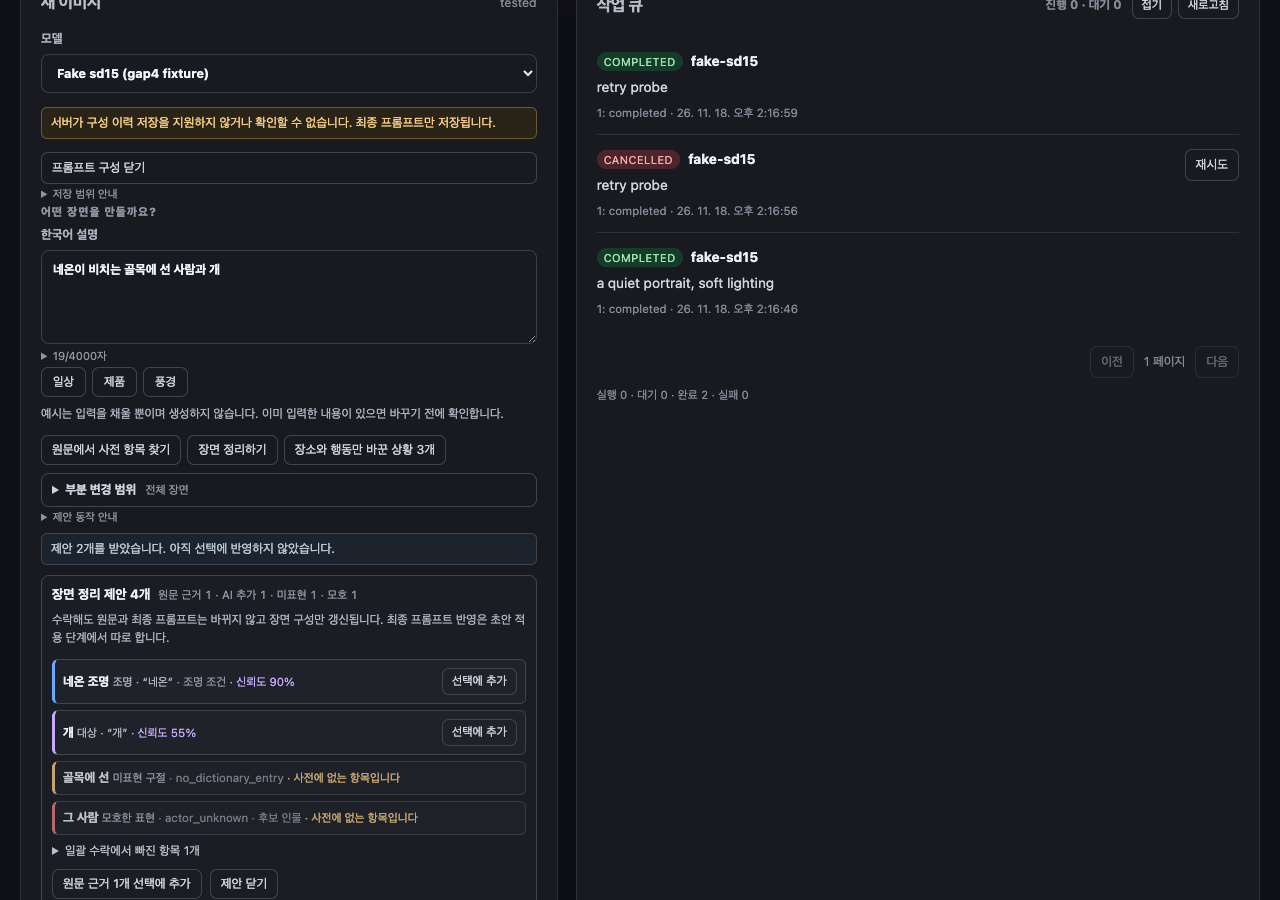 새 이미지
tested
모델
Fake sd15 (gap4 fixture)
서버가 구성 이력 저장을 지원하지 않거나 확인할 수 없습니다. 최종 프롬프트만 저장됩니다.
프롬프트 구성 닫기
저장 범위 안내
어떤 장면을 만들까요?
한국어 설명
네온이 비치는 골목에 선 사람과 개
19/4000자
일상
제품
풍경
예시는 입력을 채울 뿐이며 생성하지 않습니다. 이미 입력한 내용이 있으면 바꾸기 전에 확인합니다.
원문에서 사전 항목 찾기
장면 정리하기
장소와 행동만 바꾼 상황 3개
부분 변경 범위 전체 장면
제안 동작 안내
제안 2개를 받았습니다. 아직 선택에 반영하지 않았습니다.
장면 정리 제안 4개 원문 근거 1 · AI 추가 1 · 미표현 1 · 모호 1
수락해도 원문과 최종 프롬프트는 바뀌지 않고 장면 구성만 갱신됩니다. 최종 프롬프트 반영은 초안 적
용 단계에서 따로 합니다.
네온 조명 조명 · “네온” · 조명 조건 · 신뢰도 90%
선택에 추가
개 대상 · “개” · 신뢰도 55%
선택에 추가
골목에 선 미표현 구절 · no_dictionary_entry · 사전에 없는 항목입니다
그 사람 모호한 표현 · actor_unknown · 후보 인물 · 사전에 없는 항목입니다
일괄 수락에서 빠진 항목 1개
원문 근거 1개 선택에 추가
제안 닫기
작업 큐
진행 0 · 대기 0
접기
새로고침
COMPLETED fake-sd15
retry probe
1: completed · 26. 11. 18. 오후 2:16:59
CANCELLED fake-sd15
재시도
retry probe
1: completed · 26. 11. 18. 오후 2:16:56
COMPLETED fake-sd15
a quiet portrait, soft lighting
1: completed · 26. 11. 18. 오후 2:16:46
이전
1 페이지
다음
실행 0 · 대기 0 · 완료 2 · 실패 0